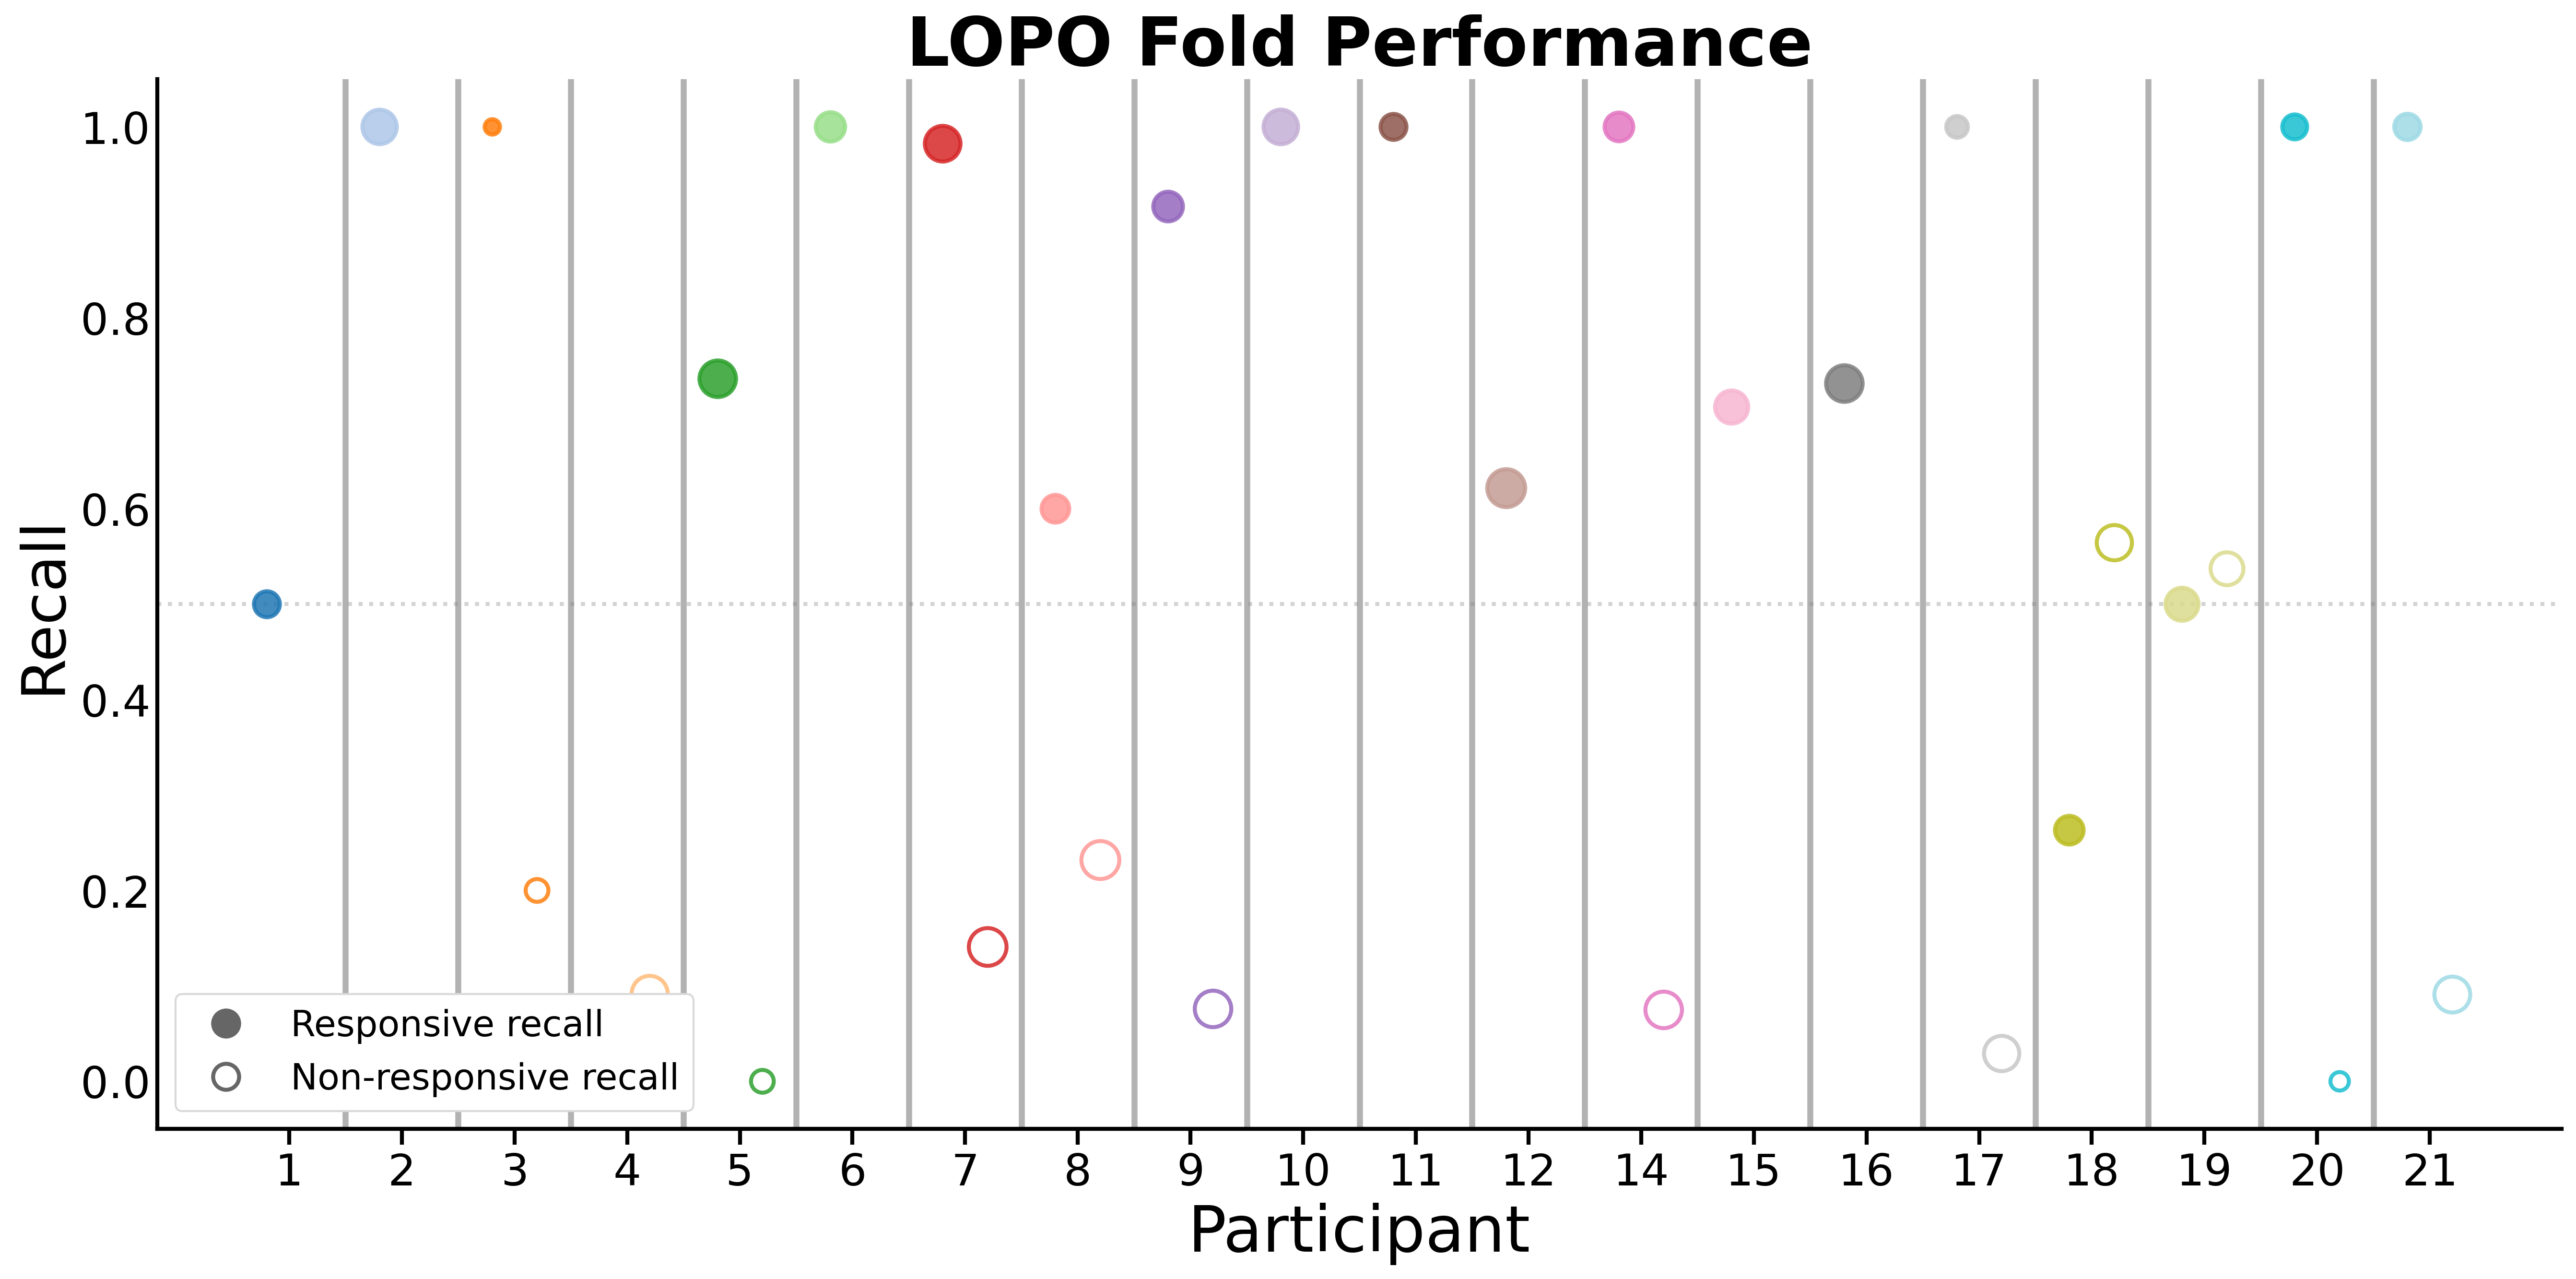 LOPO Fold Performance
Recall
1.0
0.8
0.6
0.4
0.2
0.0
Responsive recall
Non-responsive recall
1 2 3 4 5 6 7 8 9 10 11 12 14 15 16 17 18 19 20 21
Participant